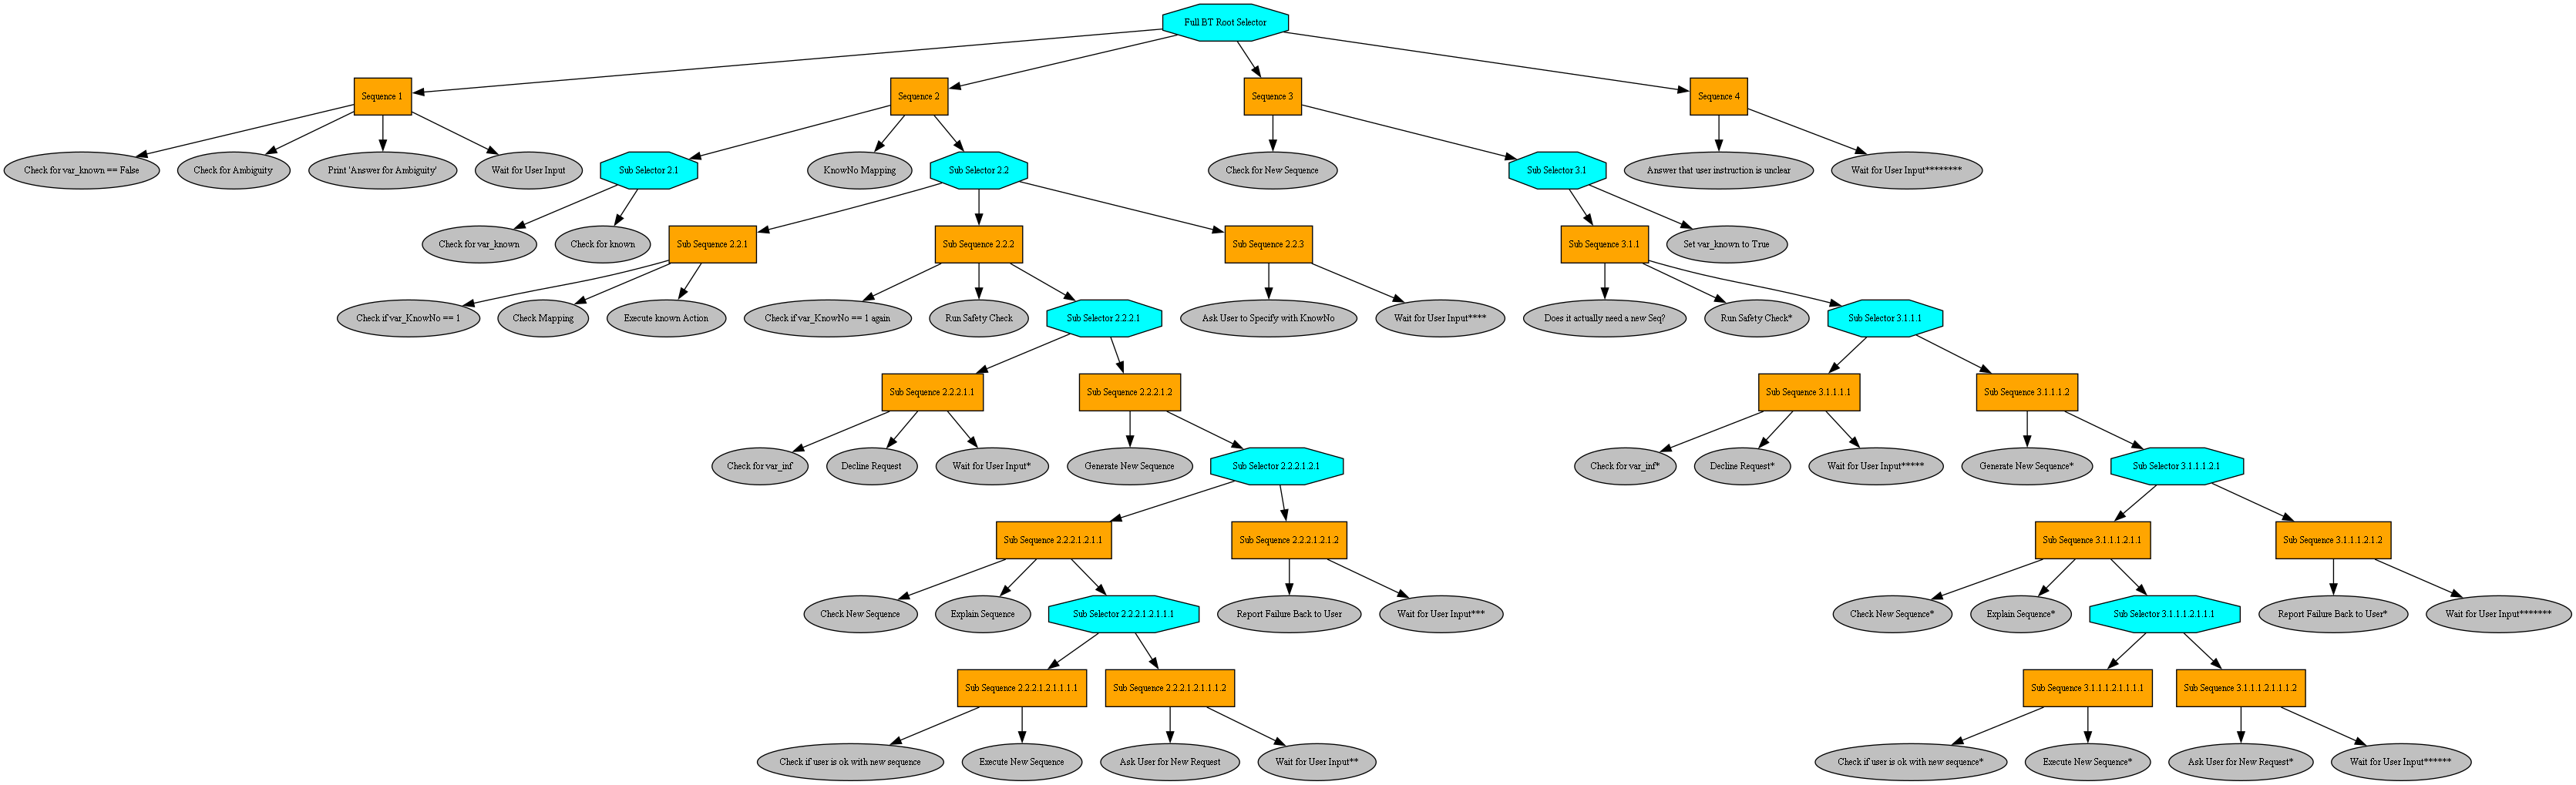 Full BT Root Selector
Sequence 1
Sequence 2
Sequence 3
Sequence 4
Check for var_known == False
Check for Ambiguity
Print 'Answer for Ambiguity'
Wait for User Input
Sub Selector 2.1
KnowNo Mapping
Sub Selector 2.2
Check for New Sequence
Sub Selector 3.1
Answer that user instruction is unclear
Wait for User Input********
Check for var_known
Check for known
Sub Sequence 2.2.1
Sub Sequence 2.2.2
Sub Sequence 2.2.3
Sub Sequence 3.1.1
Set var_known to True
Check if var_KnowNo == 1
Check Mapping
Execute known Action
Check if var_KnowNo == 1 again
Run Safety Check
Sub Selector 2.2.2.1
Ask User to Specify with KnowNo
Wait for User Input****
Does it actually need a new Seq?
Run Safety Check*
Sub Selector 3.1.1.1
Sub Sequence 2.2.2.1.1
Sub Sequence 2.2.2.1.2
Sub Sequence 3.1.1.1.1
Sub Sequence 3.1.1.1.2
Check for var_inf
Decline Request
Wait for User Input*
Generate New Sequence
Sub Selector 2.2.2.1.2.1
Check for var_inf*
Decline Request*
Wait for User Input*****
Generate New Sequence*
Sub Selector 3.1.1.1.2.1
Sub Sequence 2.2.2.1.2.1.1
Sub Sequence 2.2.2.1.2.1.2
Sub Sequence 3.1.1.1.2.1.1
Sub Sequence 3.1.1.1.2.1.2
Check New Sequence
Explain Sequence
Sub Selector 2.2.2.1.2.1.1.1
Report Failure Back to User
Wait for User Input***
Check New Sequence*
Explain Sequence*
Sub Selector 3.1.1.1.2.1.1.1
Report Failure Back to User*
Wait for User Input*******
Sub Sequence 2.2.2.1.2.1.1.1.1
Sub Sequence 2.2.2.1.2.1.1.1.2
Sub Sequence 3.1.1.1.2.1.1.1.1
Sub Sequence 3.1.1.1.2.1.1.1.2
Check if user is ok with new sequence
Execute New Sequence
Ask User for New Request
Wait for User Input**
Check if user is ok with new sequence*
Execute New Sequence*
Ask User for New Request*
Wait for User Input******